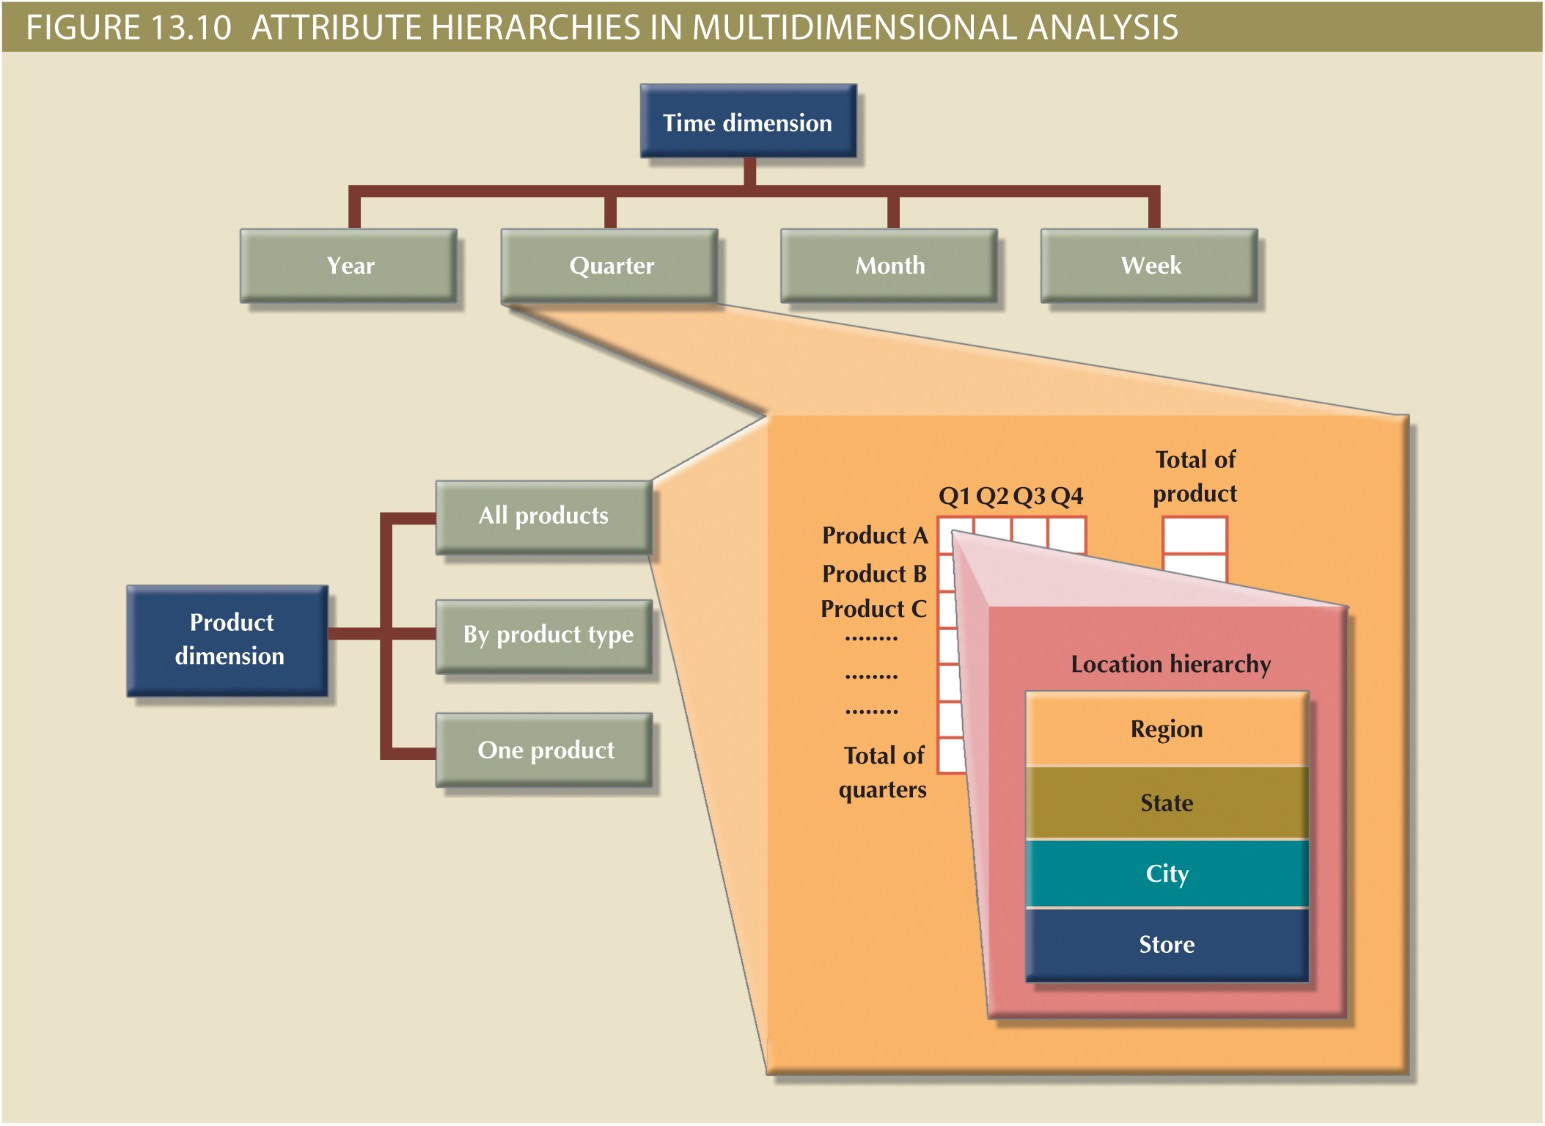 FIGURE 13.10 ATTRIBUTE HIERARCHIES IN MULTIDIMENSIONAL ANALYSIS
Time dimension
Year
Quarter
Month
Week
Product
dimension
All products
By product type
One product
Q1 Q2 Q3 Q4
Total of
product
Product A
Product B
Product C
........
........
........
Total of
quarters
Location hierarchy
Region
State
City
Store